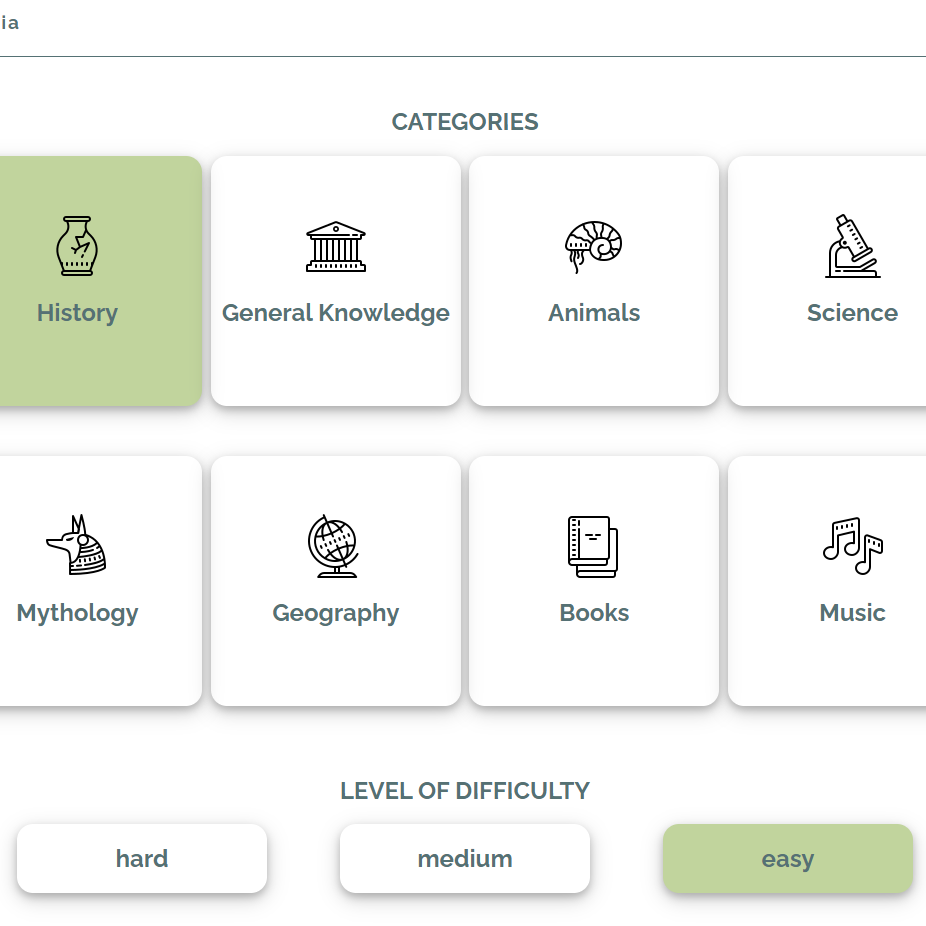 ia
CATEGORIES
History
General Knowledge
Animals
Science
Mythology
Geography
Books
Music
LEVEL OF DIFFICULTY
hard
medium
easy